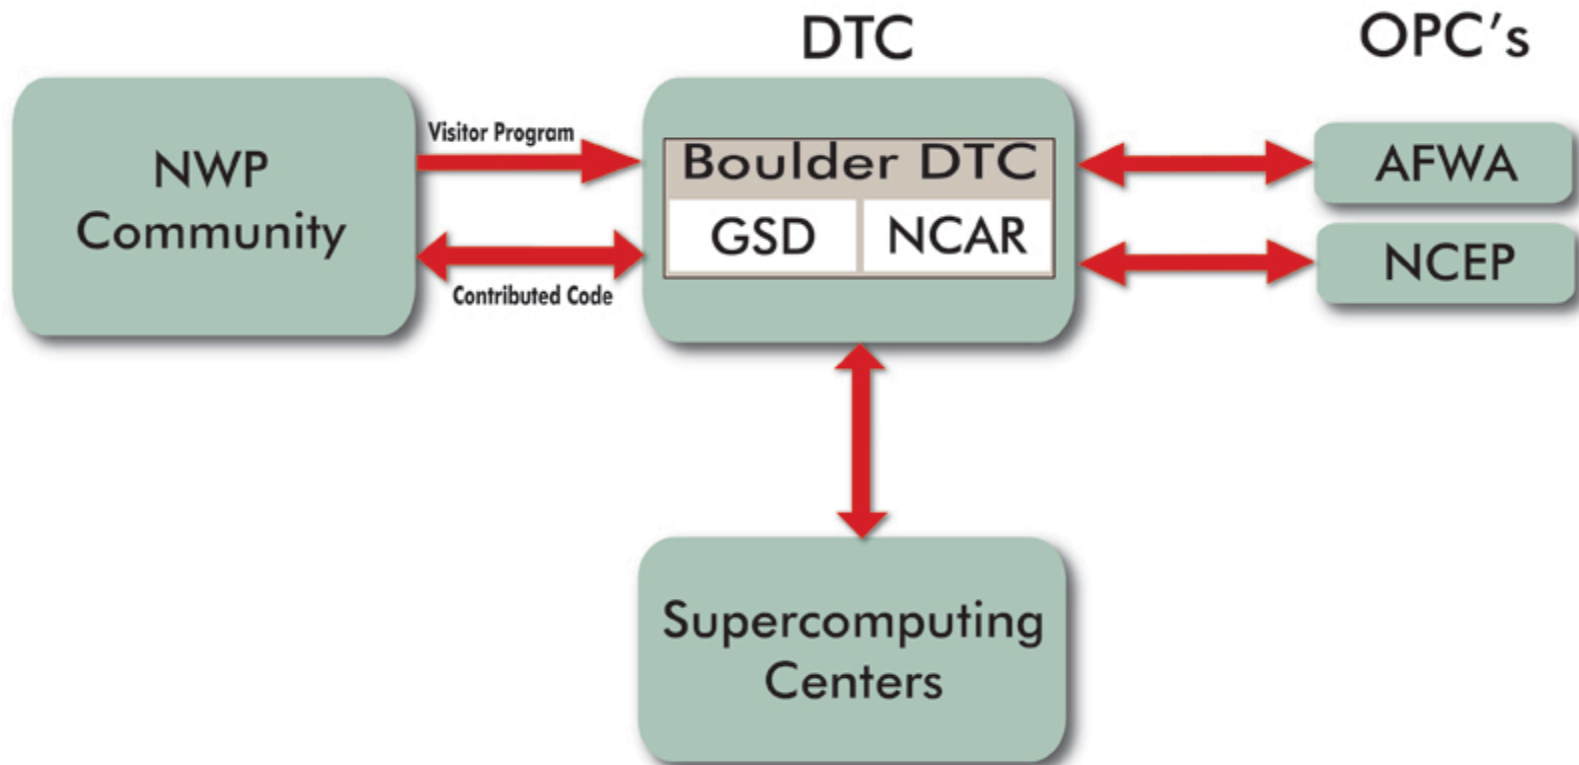 DTC
OPC's
NWP
Community
Visitor Program
Contributed Code
Boulder DTC
GSD
NCAR
AFWA
NCEP
Supercomputing
Centers